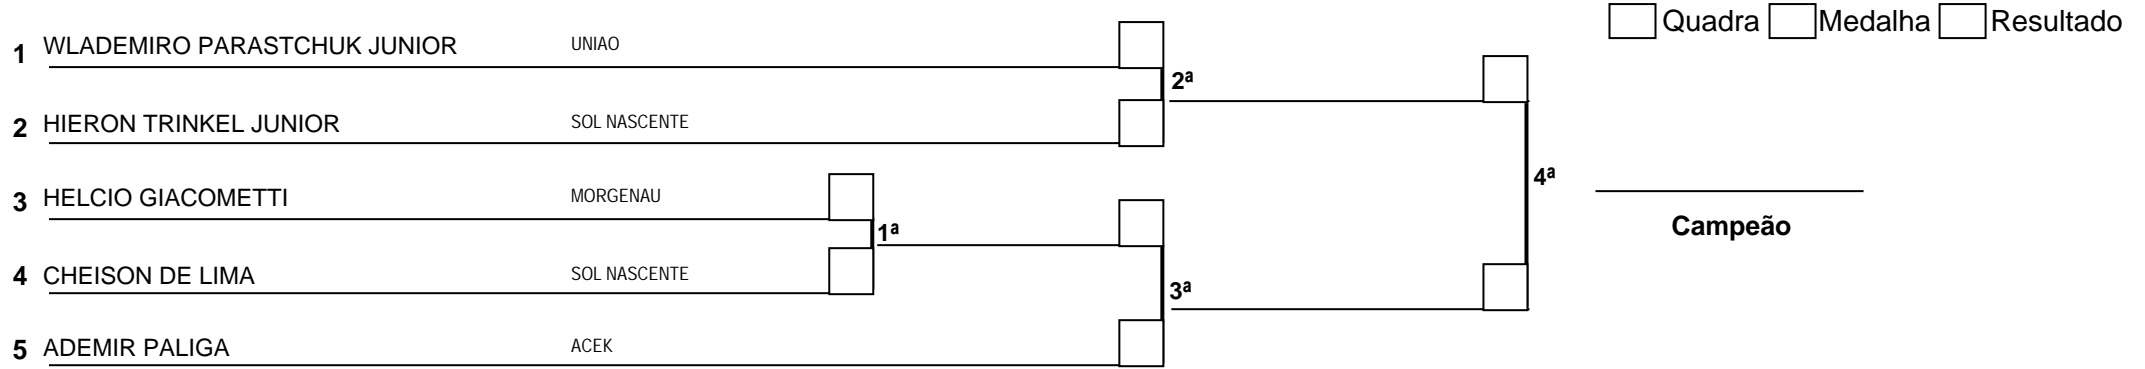 Quadra Medalha Resultado
1 WLADEMIRO PARASTCHUK JUNIOR UNIAO
2ª
2 HIERON TRINKEL JUNIOR SOL NASCENTE
4ª
3 HELCIO GIACOMETTI MORGENAU
1ª
Campeão
4 CHEISON DE LIMA SOL NASCENTE
3ª
5 ADEMIR PALIGA ACEK